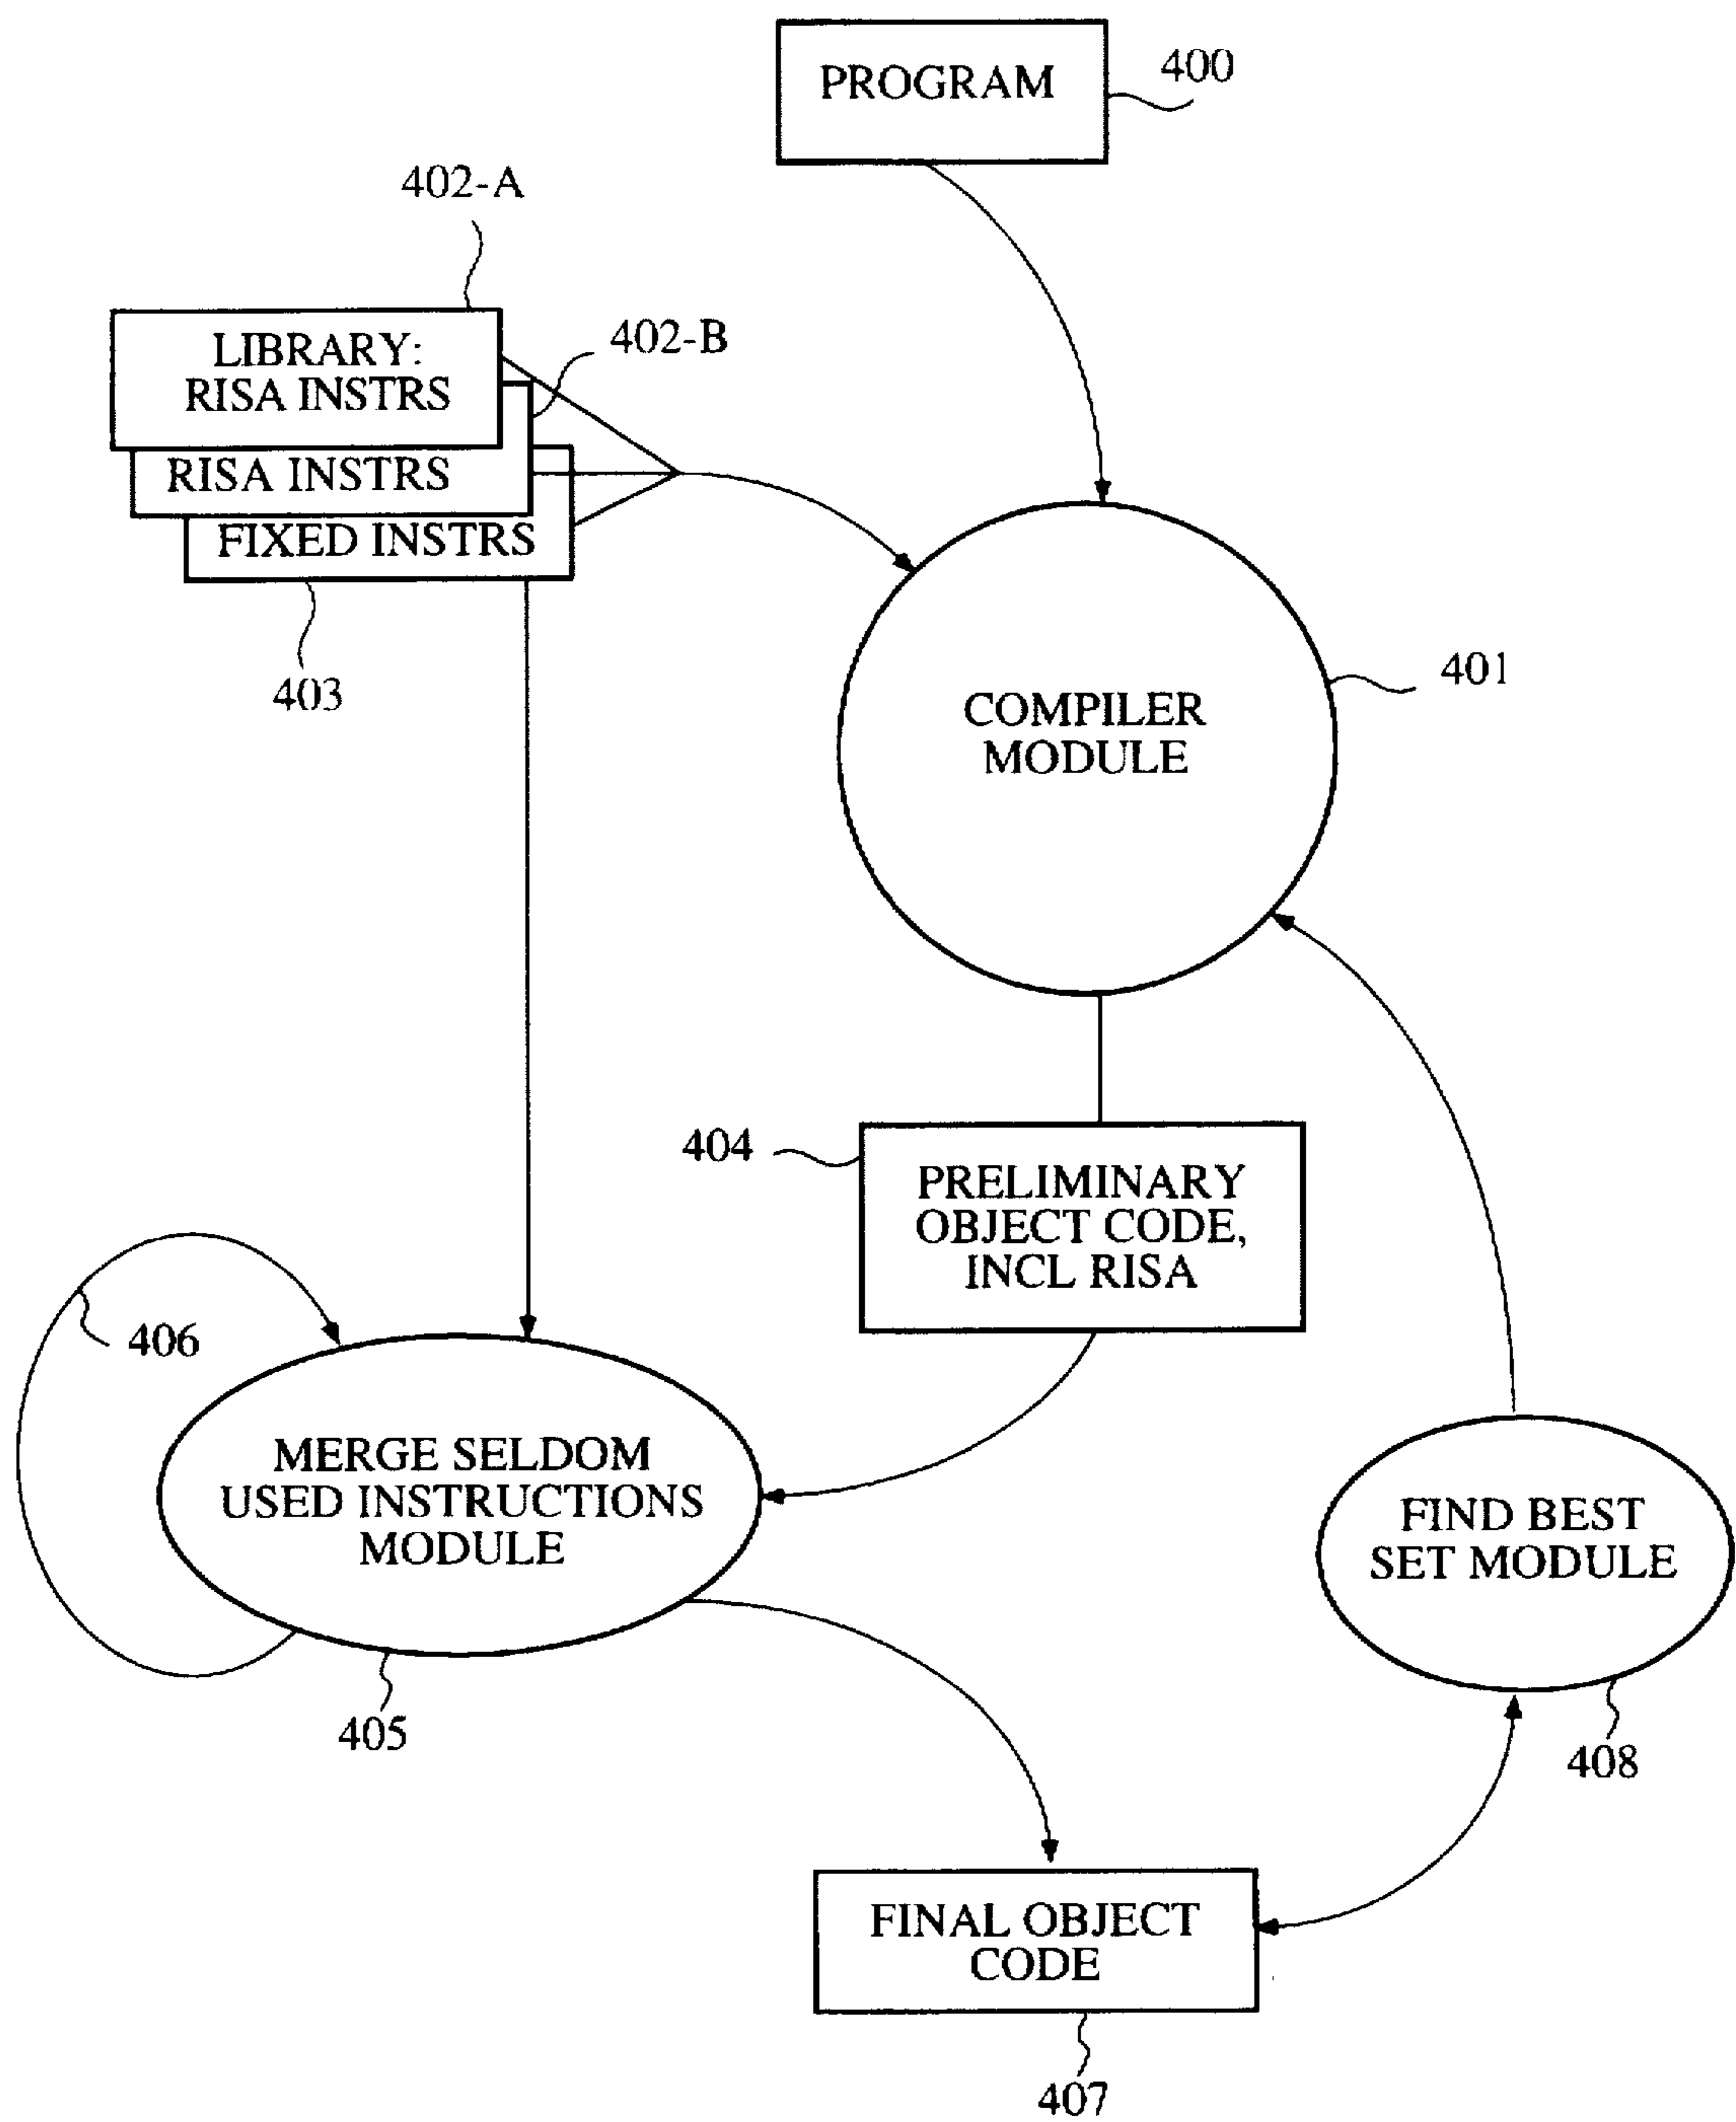 PROGRAM
400
402-A
LIBRARY:
RISA INSTRS
402-B
RISA INSTRS
FIXED INSTRS
403
COMPILER
MODULE
401
404
PRELIMINARY
OBJECT CODE,
INCL RISA
406
MERGE SELDOM
USED INSTRUCTIONS
MODULE
405
FIND BEST
SET MODULE
408
FINAL OBJECT
CODE
407